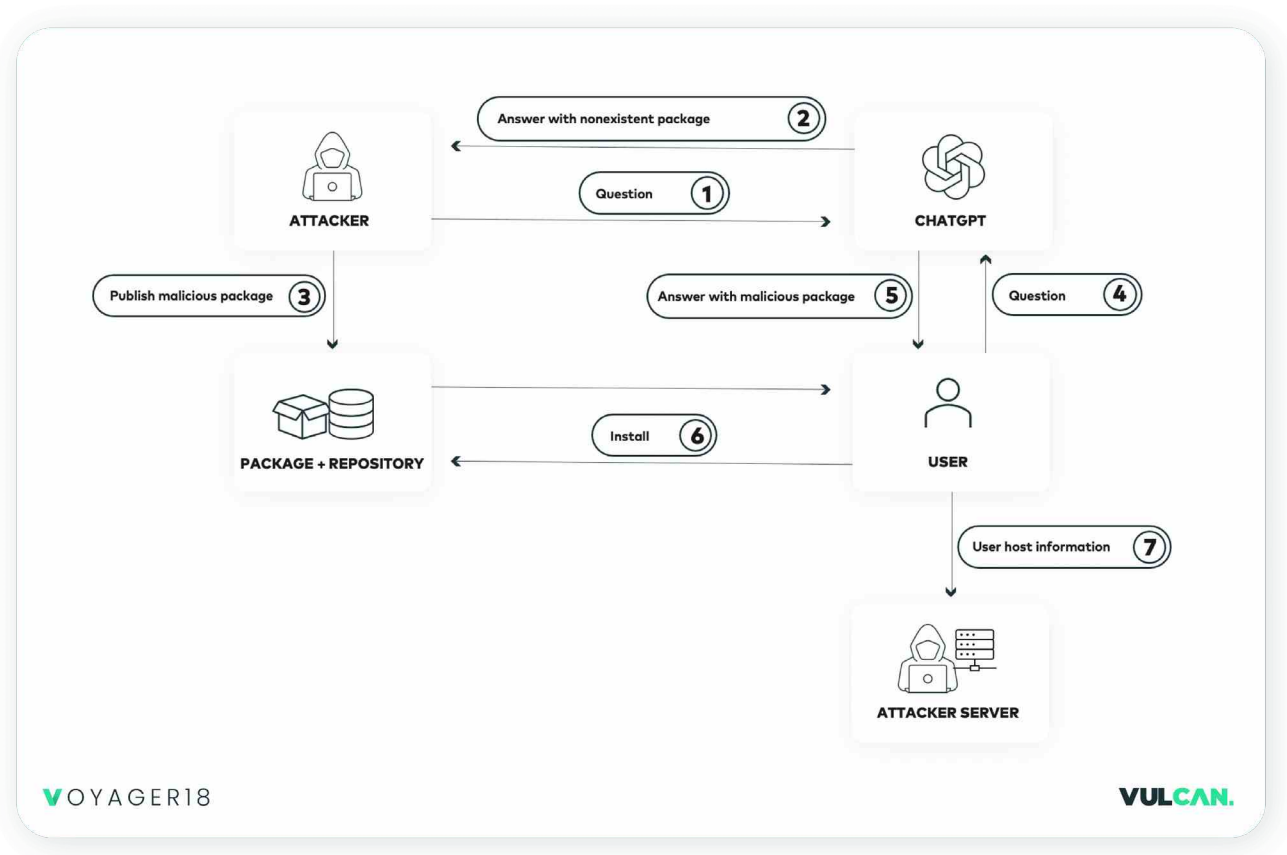 Answer with nonexistent package 2
Question 1
ATTACKER
CHATGPT
Publish malicious package 3
Answer with malicious package 5
Question 4
Install 6
PACKAGE + REPOSITORY
USER
User host information 7
ATTACKER SERVER
VOYAGER18
VULCAN.